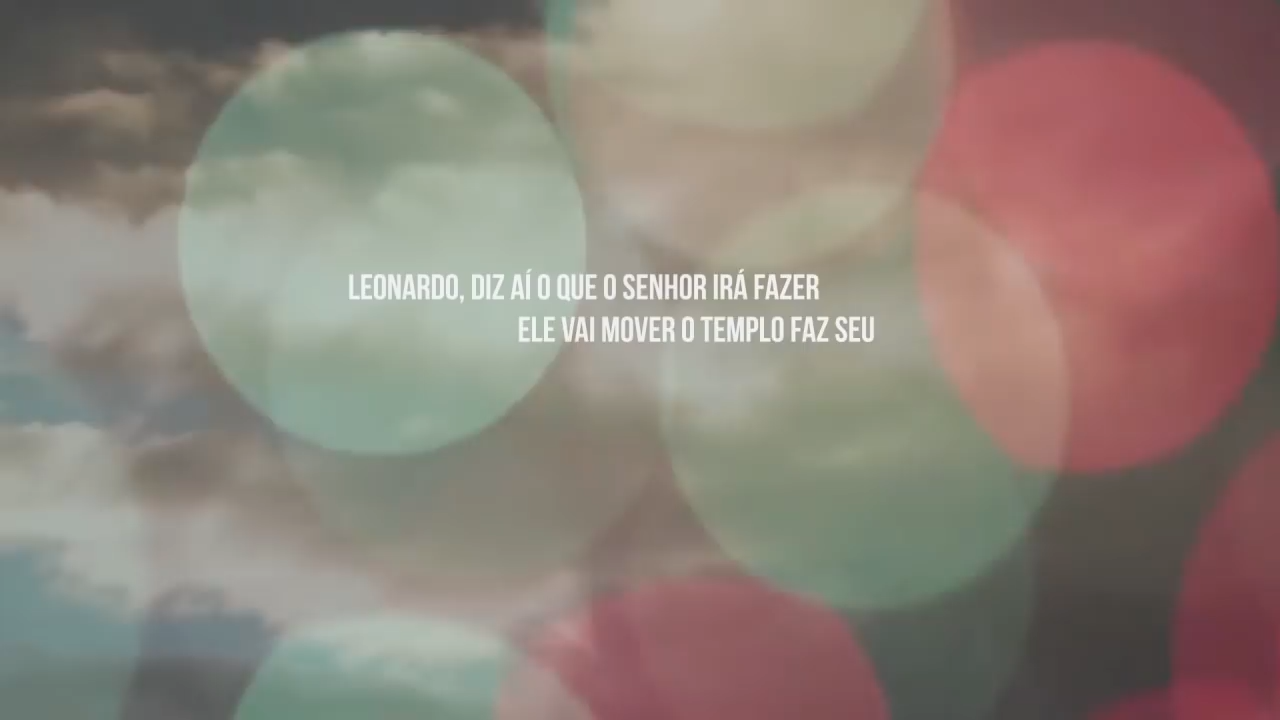 LEONARDO, DIZ AÍ O QUE O SENHOR IRÁ FAZER
ELE VAI MOVER O TEMPLO FAZ SEU